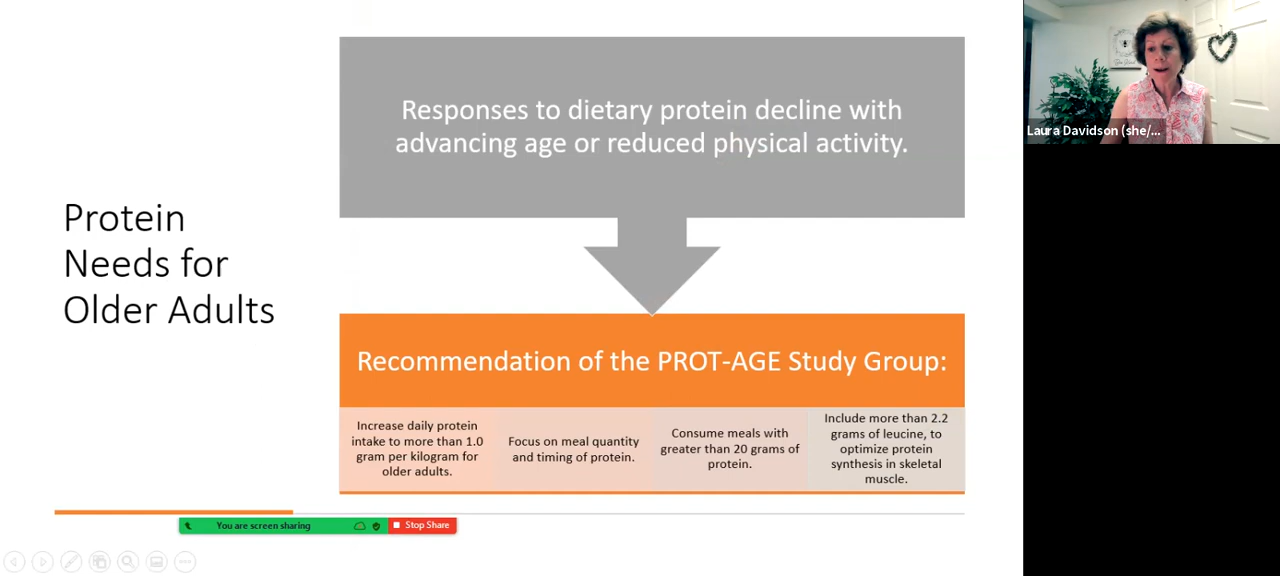 Responses to dietary protein decline with
advancing age or reduced physical activity.
Protein
Needs for
Older Adults
Recommendation of the PROT-AGE Study Group:
Increase daily protein
intake to more than 1.0
gram per kilogram for
older adults.
Focus on meal quantity
and timing of protein.
Consume meals with
greater than 20 grams of
protein.
Include more than 2.2
grams of leucine, to
optimize protein
synthesis in skeletal
muscle.
You are screen sharing
Stop Share
Laura Davidson (she/...